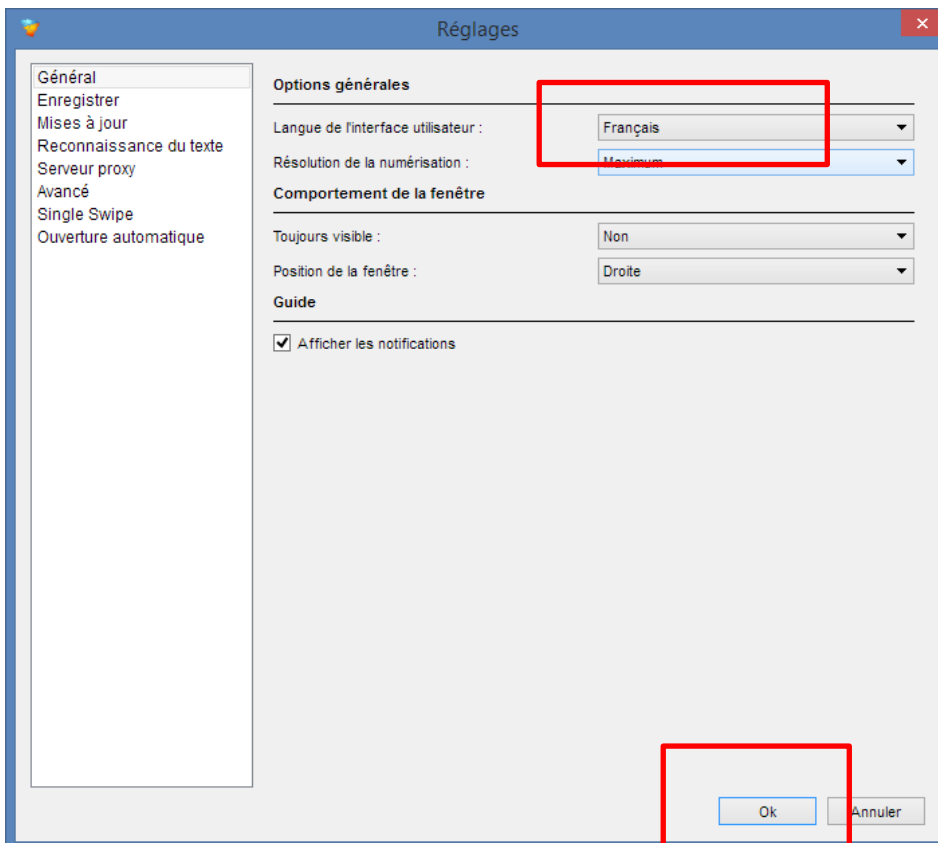 Réglages
Général
Enregistrer
Mises à jour
Reconnaissance du texte
Serveur proxy
Avancé
Single Swipe
Ouverture automatique
Options générales
Langue de l'interface utilisateur : Français
Résolution de la numérisation : Maximum
Comportement de la fenêtre
Toujours visible : Non
Position de la fenêtre : Droite
Guide
Afficher les notifications
Ok Annuler